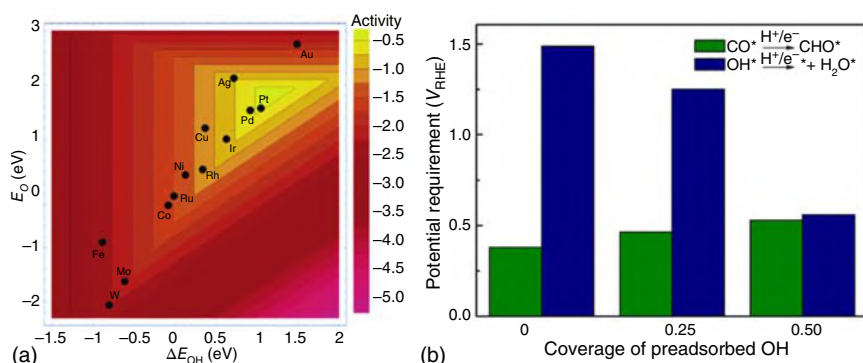 Activity
3
2
1
0
−1
−2
E_O (eV)
Au
Ag
Pt
Pd
Cu
Ir
Ni
Rh
Ru
Co
Fe
Mo
W
−1.5 −1 −0.5 0 0.5 1 1.5 2
ΔE_OH (eV)
−0.5
−1.0
−1.5
−2.0
−2.5
−3.0
−3.5
−4.0
−4.5
−5.0
(a)
CO* H⁺/e⁻ → CHO*
OH* H⁺/e⁻ → * + H₂O*
1.5
1.0
0.5
0.0
Potential requirement (V_RHE)
0 0.25 0.50
Coverage of preadsorbed OH
(b)